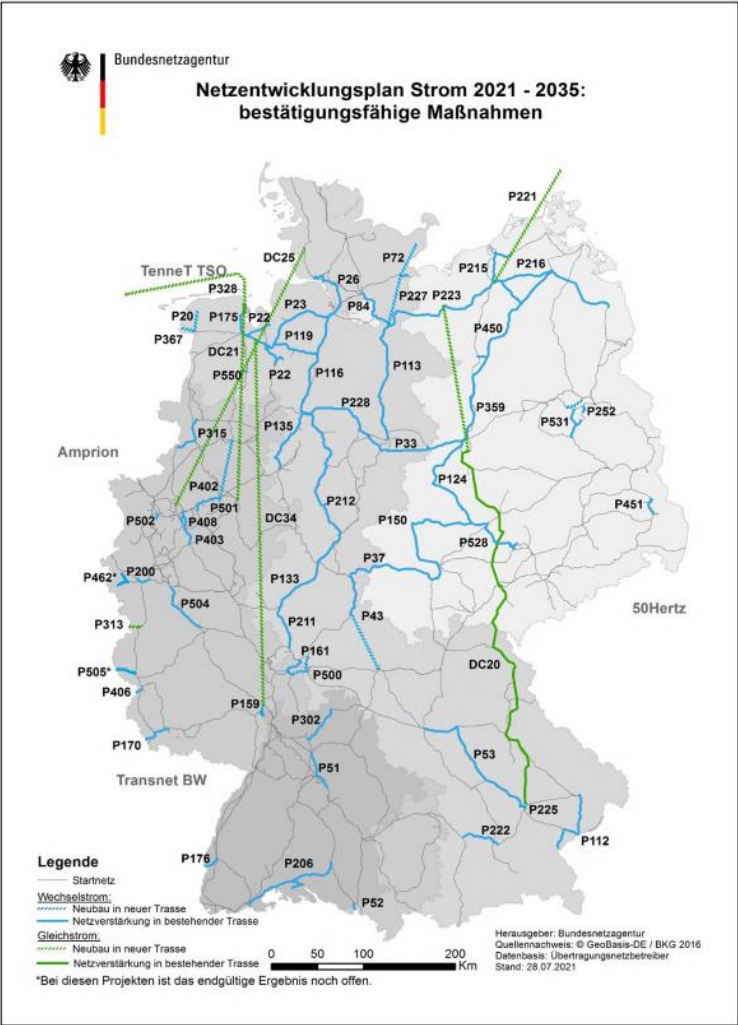 Bundesnetzagentur
Netzentwicklungsplan Strom 2021 - 2035:
bestätigungsfähige Maßnahmen
P221
DC25
P72
TenneT TSO
P26
P215
P216
P328
P227
P223
P23
P84
P20
P175
P22
P450
P367
P119
DC21
P550
P22
P116
P113
P228
P359
P252
P531
P135
P315
P33
Amprion
P402
P124
P212
P501
P451
P502
P408
DC34
P150
P403
P528
P37
P462*
P200
P133
P504
50Hertz
P313
P211
P43
P161
DC20
P505*
P500
P406
P159
P302
P170
P53
P51
Transnet BW
P225
P222
P112
P176
P206
P52
Legende
Startnetz
Wechselstrom:
Neubau in neuer Trasse
Netzverstärkung in bestehender Trasse
Gleichstrom:
Neubau in neuer Trasse
Netzverstärkung in bestehender Trasse
*Bei diesen Projekten ist das endgültige Ergebnis noch offen.
0 50 100 200
Km
Herausgeber: Bundesnetzagentur
Quellennachweis: © GeoBasis-DE / BKG 2016
Datenbasis: Übertragungsnetzbetreiber
Stand: 28.07.2021